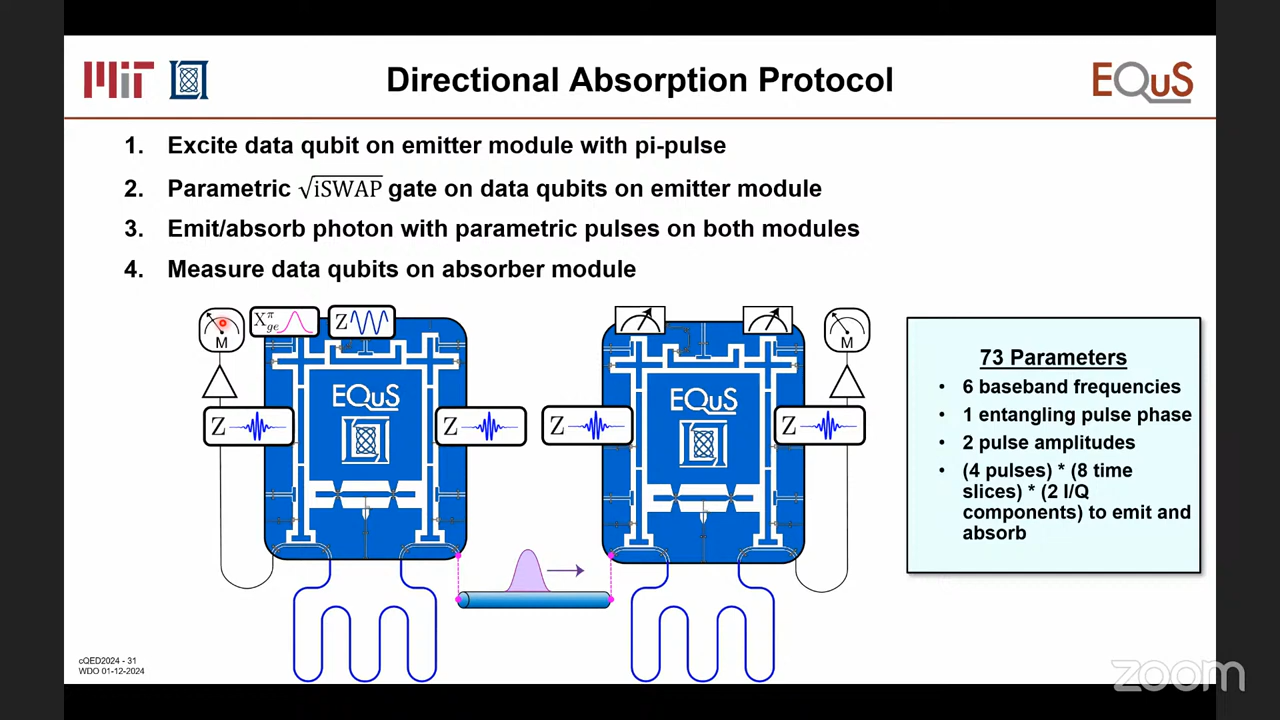 MIT
Directional Absorption Protocol
EQuS
1. Excite data qubit on emitter module with pi-pulse
2. Parametric √iSWAP gate on data qubits on emitter module
3. Emit/absorb photon with parametric pulses on both modules
4. Measure data qubits on absorber module
M
X^π_ge
Z
M
EQuS
EQuS
Z
Z
Z
Z
73 Parameters
• 6 baseband frequencies
• 1 entangling pulse phase
• 2 pulse amplitudes
• (4 pulses) * (8 time
slices) * (2 I/Q
components) to emit and
absorb
cQED2024 - 31
WDO 01-12-2024
zoom